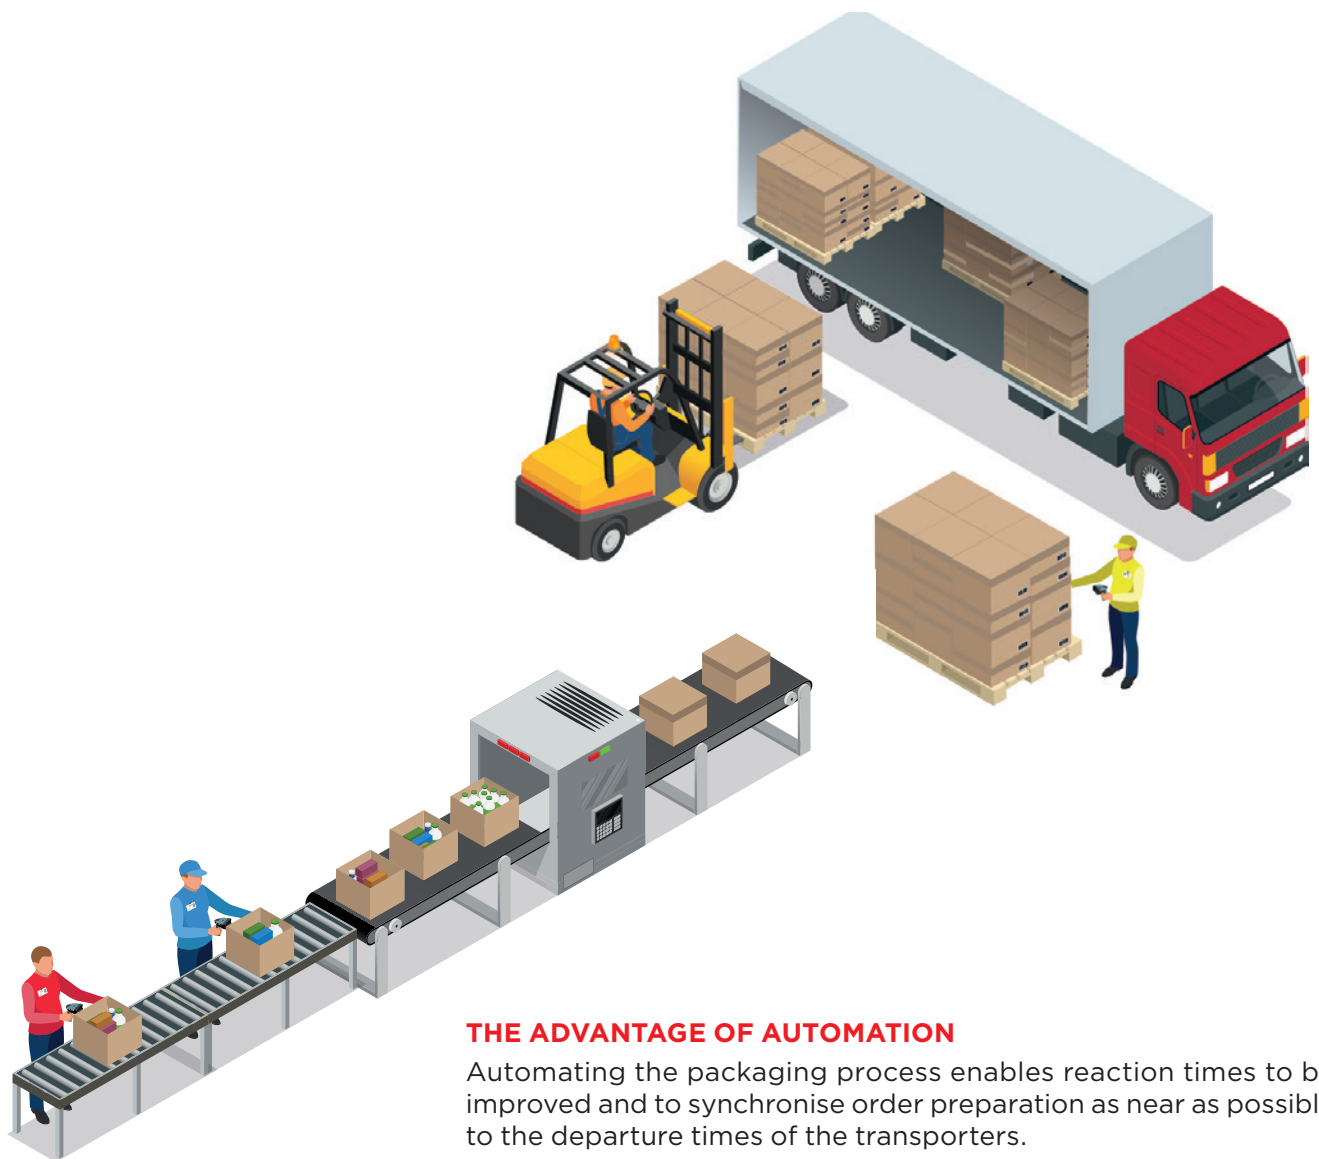 THE ADVANTAGE OF AUTOMATION
Automating the packaging process enables reaction times to b
improved and to synchronise order preparation as near as possibl
to the departure times of the transporters.